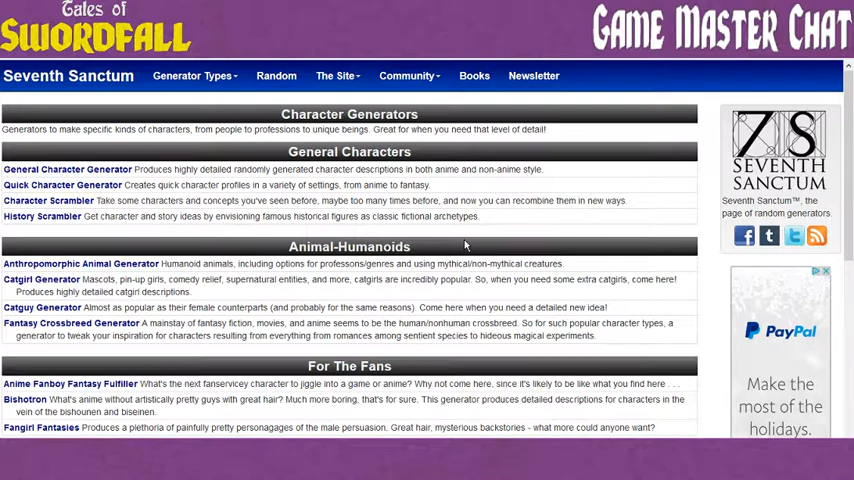 Tales of
SWORDFALL
GAME MASTER CHAT
Seventh Sanctum Generator Types Random The Site Community Books Newsletter
Character Generators
Generators to make specific kinds of characters, from people to professions to unique beings. Great for when you need that level of detail!
General Characters
General Character Generator Produces highly detailed randomly generated character descriptions in both anime and non-anime style.
Quick Character Generator Creates quick character profiles in a variety of settings, from anime to fantasy.
Character Scrambler Take some characters and concepts you've seen before, maybe too many times before, and now you can recombine them in new ways.
History Scrambler Get character and story ideas by envisioning famous historical figures as classic fictional archetypes.
Animal-Humanoids
Anthropomorphic Animal Generator Humanoid animals, including options for professons/genres and using mythical/non-mythical creatures.
Catgirl Generator Mascots, pin-up girls, comedy relief, supernatural entities, and more, catgirls are incredibly popular. So, when you need some extra catgirls, come here!
Produces highly detailed catgirl descriptions.
Catguy Generator Almost as popular as their female counterparts (and probably for the same reasons). Come here when you need a detailed new idea!
Fantasy Crossbreed Generator A mainstay of fantasy fiction, movies, and anime seems to be the human/nonhuman crossbreed. So for such popular character types, a
generator to tweak your inspiration for characters resulting from everything from romances among sentient species to hideous magical experiments.
For The Fans
Anime Fanboy Fantasy Fulfiller What's the next fanservicey character to jiggle into a game or anime? Why not come here, since it's likely to be like what you find here . . .
Bishotron What's anime without artistically pretty guys with great hair? Much more boring, that's for sure. This generator produces detailed descriptions for characters in the
vein of the bishounen and biseinen.
Fangirl Fantasies Produces a plethoria of painfully pretty personagages of the male persuasion. Great hair, mysterious backstories - what more could anyone want?
7S
SEVENTH
SANCTUM
Seventh Sanctum™, the
page of random generators.
PayPal
Make the
most of the
holidays.